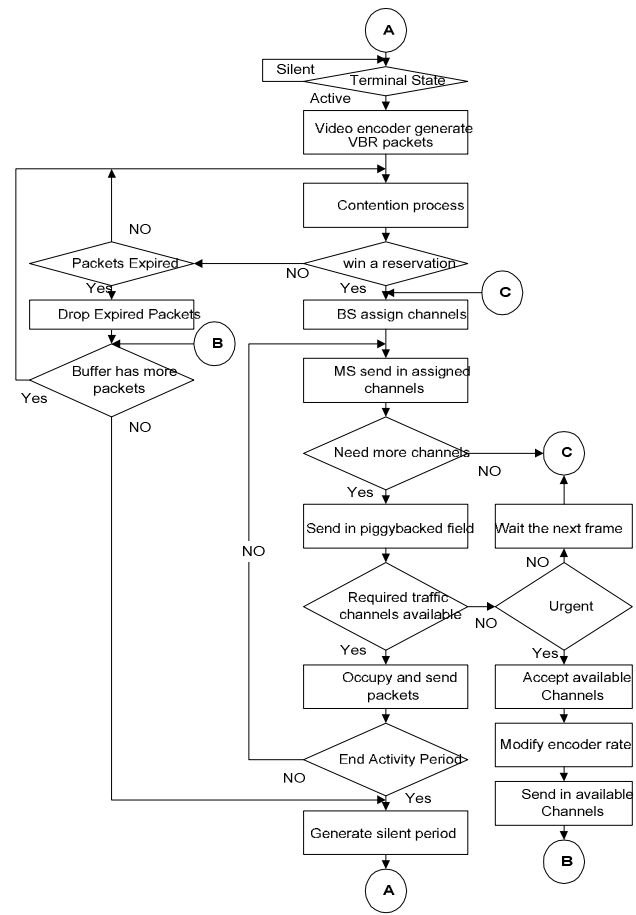 A
Silent
Terminal State
Active
Video encoder generate
VBR packets
Contention process
NO
Packets Expired
win a reservation
NO
Yes
Yes
C
Drop Expired Packets
BS assign channels
B
Buffer has more
packets
MS send in assigned
channels
Yes
NO
Need more channels
C
NO
Yes
Send in piggybacked field
Wait the next frame
NO
NO
Required traffic
channels available
Urgent
NO
Yes
Yes
Occupy and send
packets
Accept available
Channels
End Activity Period
Modify encoder rate
NO
Yes
Send in available
Channels
Generate silent period
B
A